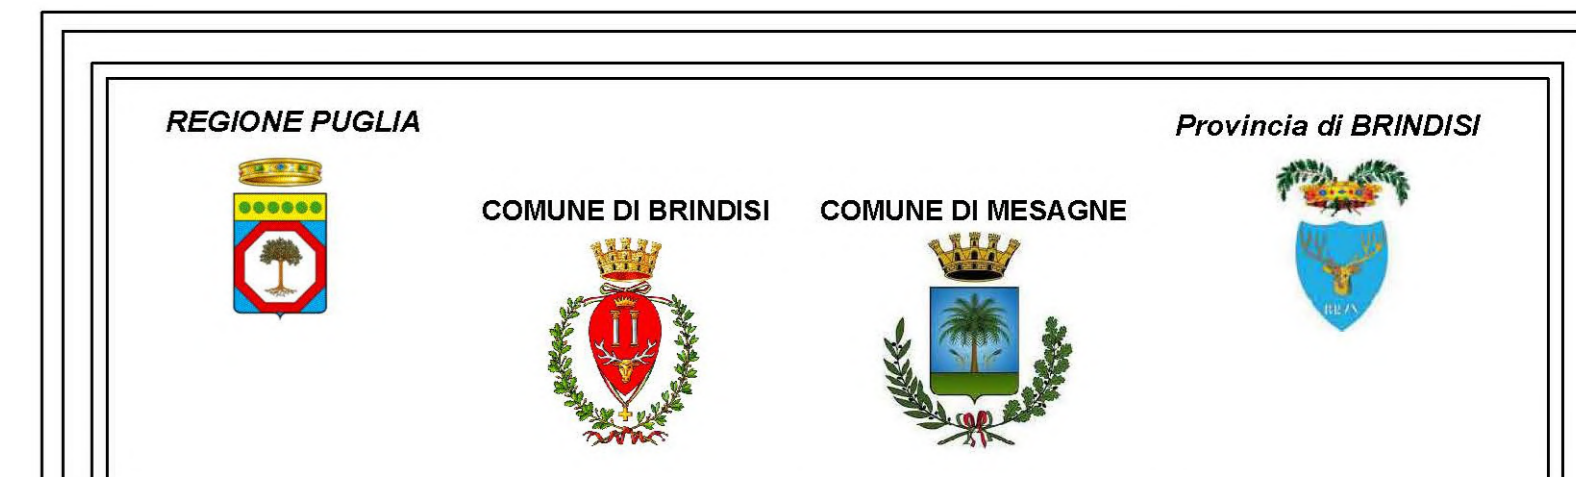 REGIONE PUGLIA
Provincia di BRINDISI
COMUNE DI BRINDISI
COMUNE DI MESAGNE